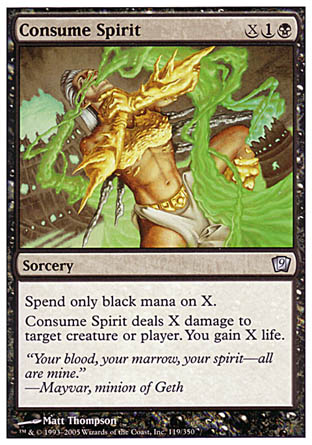 Consume Spirit X1
Sorcery 9
Spend only black mana on X.
Consume Spirit deals X damage to
target creature or player. You gain X life.
“Your blood, your marrow, your spirit—all
are mine.”
—Mayvar, minion of Geth
Matt Thompson
™ & © 1993–2005 Wizards of the Coast, Inc. 119/350